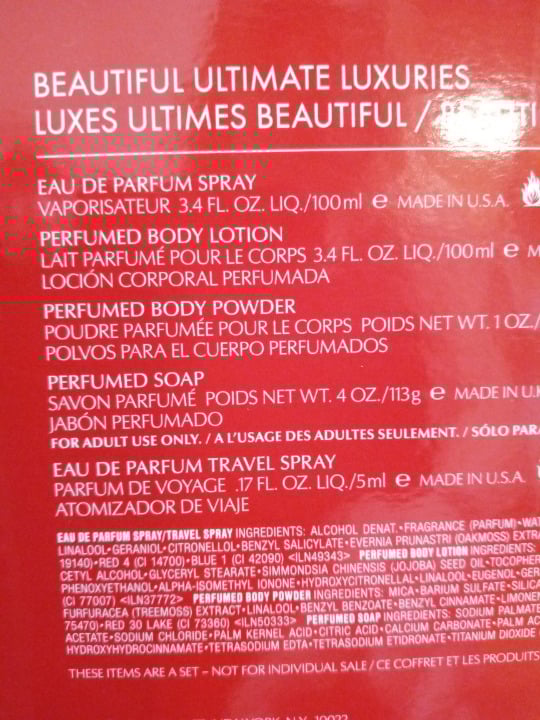 BEAUTIFUL ULTIMATE LUXURIES
LUXES ULTIMES BEAUTIFUL /
EAU DE PARFUM SPRAY
VAPORISATEUR 3.4 FL. OZ. LIQ./100ml ℮ MADE IN U.S.A.
PERFUMED BODY LOTION
LAIT PARFUMÉ POUR LE CORPS 3.4 FL. OZ. LIQ./100ml ℮ M
LOCIÓN CORPORAL PERFUMADA
PERFUMED BODY POWDER
POUDRE PARFUMÉE POUR LE CORPS POIDS NET WT. 1 OZ./
POLVOS PARA EL CUERPO PERFUMADOS
PERFUMED SOAP
SAVON PARFUMÉ POIDS NET WT. 4 OZ./113g ℮ MADE IN U.K
JABÓN PERFUMADO
FOR ADULT USE ONLY. / A L'USAGE DES ADULTES SEULEMENT. / SÓLO PAR
EAU DE PARFUM TRAVEL SPRAY
PARFUM DE VOYAGE .17 FL. OZ. LIQ./5ml ℮ MADE IN U.S.A.
ATOMIZADOR DE VIAJE
EAU DE PARFUM SPRAY/TRAVEL SPRAY INGREDIENTS: ALCOHOL DENAT.•FRAGRANCE (PARFUM)•WAT
LINALOOL•GERANIOL•CITRONELLOL•BENZYL SALICYLATE•EVERNIA PRUNASTRI (OAKMOSS) EXTRA
19140)•RED 4 (CI 14700)•BLUE 1 (CI 42090) <ILN49343> PERFUMED BODY LOTION INGREDIENTS:
CETYL ALCOHOL•GLYCERYL STEARATE•SIMMONDSIA CHINENSIS (JOJOBA) SEED OIL•TOCOPHER
PHENOXYETHANOL•ALPHA-ISOMETHYL IONONE•HYDROXYCITRONELLAL•LINALOOL•EUGENOL•GER
(CI 77007) <ILN37772> PERFUMED BODY POWDER INGREDIENTS: MICA•BARIUM SULFATE•SILICA
FURFURACEA (TREEMOSS) EXTRACT•LINALOOL•BENZYL BENZOATE•BENZYL CINNAMATE•LIMONEN
75470)•RED 30 LAKE (CI 73360) <ILN50333> PERFUMED SOAP INGREDIENTS: SODIUM PALMATE
ACETATE•SODIUM CHLORIDE•PALM KERNEL ACID•CITRIC ACID•CALCIUM CARBONATE•PALM AC
HYDROXYHYDROCINNAMATE•TETRASODIUM EDTA•TETRASODIUM ETIDRONATE•TITANIUM DIOXIDE (
THESE ITEMS ARE A SET – NOT FOR INDIVIDUAL SALE / CE COFFRET ET LES PRODUITS